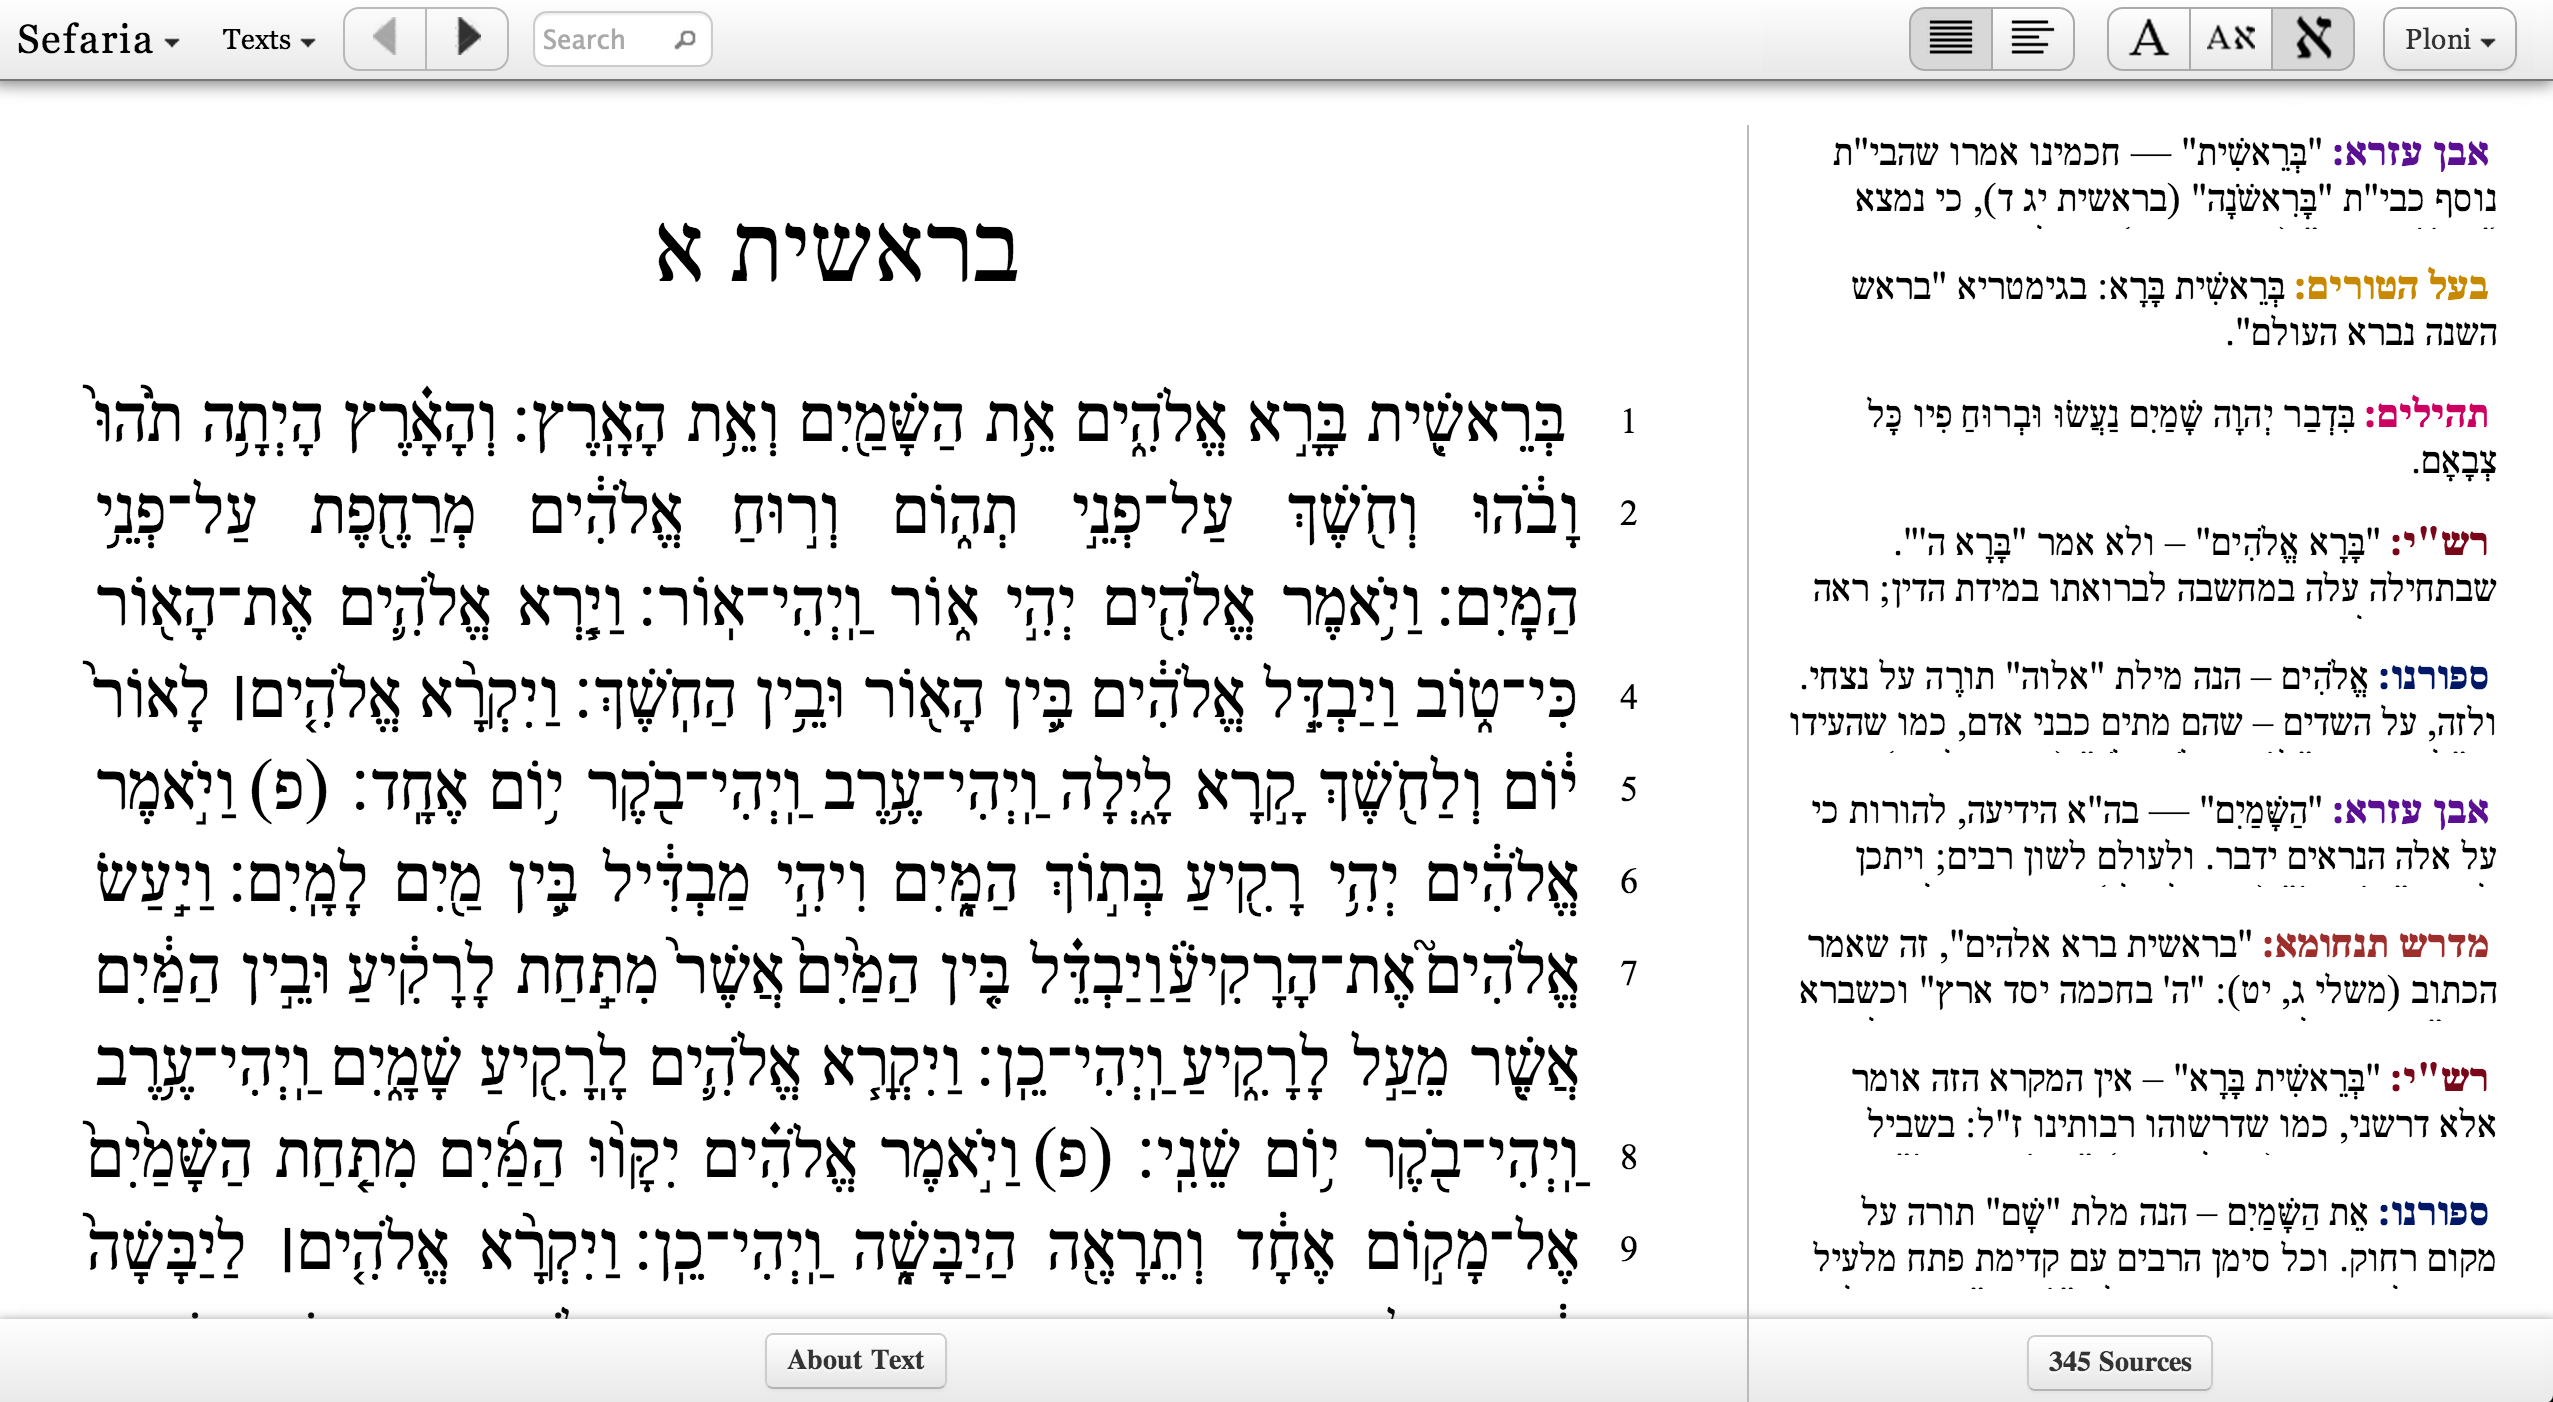 Sefaria Texts Search A Aא א Ploni
בראשית א
1 בְּרֵאשִׁ֖ית בָּרָ֣א אֱלֹהִ֑ים אֵ֥ת הַשָּׁמַ֖יִם וְאֵ֥ת הָאָֽרֶץ׃ וְהָאָ֗רֶץ הָיְתָ֥ה תֹ֙הוּ֙
2 וָבֹ֔הוּ וְחֹ֖שֶׁךְ עַל־פְּנֵ֣י תְה֑וֹם וְר֣וּחַ אֱלֹהִ֔ים מְרַחֶ֖פֶת עַל־פְּנֵ֥י
הַמָּֽיִם׃ וַיֹּ֥אמֶר אֱלֹהִ֖ים יְהִ֣י א֑וֹר וַֽיְהִי־אֽוֹר׃ וַיַּ֧רְא אֱלֹהִ֛ים אֶת־הָא֖וֹר
4 כִּי־ט֑וֹב וַיַּבְדֵּ֣ל אֱלֹהִ֔ים בֵּ֥ין הָא֖וֹר וּבֵ֥ין הַחֹֽשֶׁךְ׃ וַיִּקְרָ֨א אֱלֹהִ֤ים׀ לָאוֹר֙
5 י֔וֹם וְלַחֹ֖שֶׁךְ קָ֣רָא לָ֑יְלָה וַֽיְהִי־עֶ֥רֶב וַֽיְהִי־בֹ֖קֶר י֥וֹם אֶחָֽד׃ (פ) וַיֹּ֣אמֶר
6 אֱלֹהִ֔ים יְהִ֥י רָקִ֖יעַ בְּת֣וֹךְ הַמָּ֑יִם וִיהִ֣י מַבְדִּ֔יל בֵּ֥ין מַ֖יִם לָמָֽיִם׃ וַיַּ֣עַשׂ
7 אֱלֹהִים֮ אֶת־הָרָקִיעַ֒ וַיַּבְדֵּ֗ל בֵּ֤ין הַמַּ֙יִם֙ אֲשֶׁר֙ מִתַּ֣חַת לָרָקִ֔יעַ וּבֵ֣ין הַמַּ֔יִם
אֲשֶׁ֖ר מֵעַ֣ל לָרָקִ֑יעַ וַֽיְהִי־כֵֽן׃ וַיִּקְרָ֧א אֱלֹהִ֛ים לָֽרָקִ֖יעַ שָׁמָ֑יִם וַֽיְהִי־עֶ֥רֶב
8 וַֽיְהִי־בֹ֖קֶר י֥וֹם שֵׁנִֽי׃ (פ) וַיֹּ֣אמֶר אֱלֹהִ֗ים יִקָּו֨וּ הַמַּ֜יִם מִתַּ֤חַת הַשָּׁמַ֙יִם֙
9 אֶל־מָק֣וֹם אֶחָ֔ד וְתֵרָאֶ֖ה הַיַּבָּשָׁ֑ה וַֽיְהִי־כֵֽן׃ וַיִּקְרָ֨א אֱלֹהִ֤ים׀ לַיַּבָּשָׁה֙
אבן עזרא: "בְּרֵאשִׁית" — חכמינו אמרו שהבי"ת
נוסף כבי"ת "בָּרִאשֹׁנָה" (בראשית יג ד), כי נמצא
בעל הטורים: בְּרֵאשִׁית בָּרָא: בגימטריא "בראש
השנה נברא העולם".
תהילים: בִּדְבַר יְהוָה שָׁמַיִם נַעֲשׂוּ וּבְרוּחַ פִּיו כָּל
צְבָאָם.
רש"י: "בָּרָא אֱלֹהִים" – ולא אמר "בָּרָא ה'".
שבתחילה עלה במחשבה לברואתו במידת הדין; ראה
ספורנו: אֱלֹהִים – הנה מילת "אלוה" תורֶה על נצחי.
ולזה, על השדים – שהם מתים כבני אדם, כמו שהעידו
אבן עזרא: "הַשָּׁמַיִם" — בה"א הידיעה, להורות כי
על אלה הנראים ידבר. ולעולם לשון רבים; ויתכן
מדרש תנחומא: "בראשית ברא אלהים", זה שאמר
הכתוב (משלי ג, יט): "ה' בחכמה יסד ארץ" וכשברא
רש"י: "בְּרֵאשִׁית בָּרָא" – אין המקרא הזה אומר
אלא דרשני, כמו שדרשוהו רבותינו ז"ל: בשביל
ספורנו: אֵת הַשָּׁמַיִם – הנה מלת "שָׁם" תורה על
מקום רחוק. וכל סימן הרבים עם קדימת פתח מלעיל
About Text
345 Sources